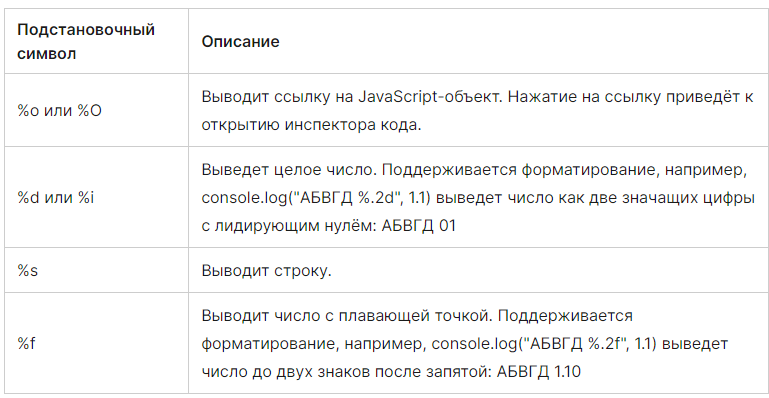 Подстановочный
символ
Описание
%o или %O
Выводит ссылку на JavaScript-объект. Нажатие на ссылку приведёт к
открытию инспектора кода.
%d или %i
Выведет целое число. Поддерживается форматирование, например,
console.log("АБВГД %.2d", 1.1) выведет число как две значащих цифры
с лидирующим нулём: АБВГД 01
%s
Выводит строку.
%f
Выводит число с плавающей точкой. Поддерживается
форматирование, например, console.log("АБВГД %.2f", 1.1) выведет
число до двух знаков после запятой: АБВГД 1.10